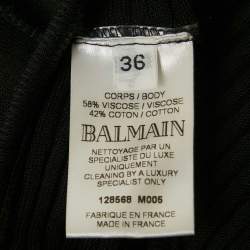 36
CORPS/BODY
58% VISCOSE / VISCOSE
42% COTON / COTTON
BALMAIN
NETTOYAGE PAR UN
SPECIALISTE DU LUXE
UNIQUEMENT
CLEANING BY A LUXURY
SPECIALIST ONLY
128568 M005
FABRIQUE EN FRANCE
MADE IN FRANCE